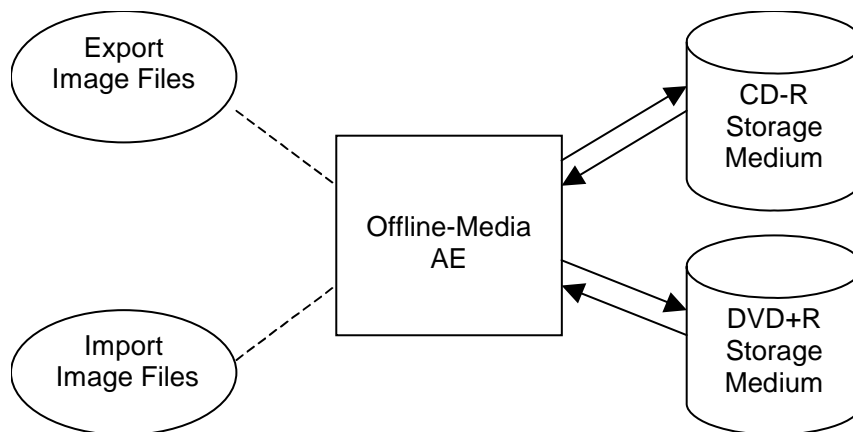 Export
Image Files
CD-R
Storage
Medium
Offline-Media
AE
Import
Image Files
DVD+R
Storage
Medium